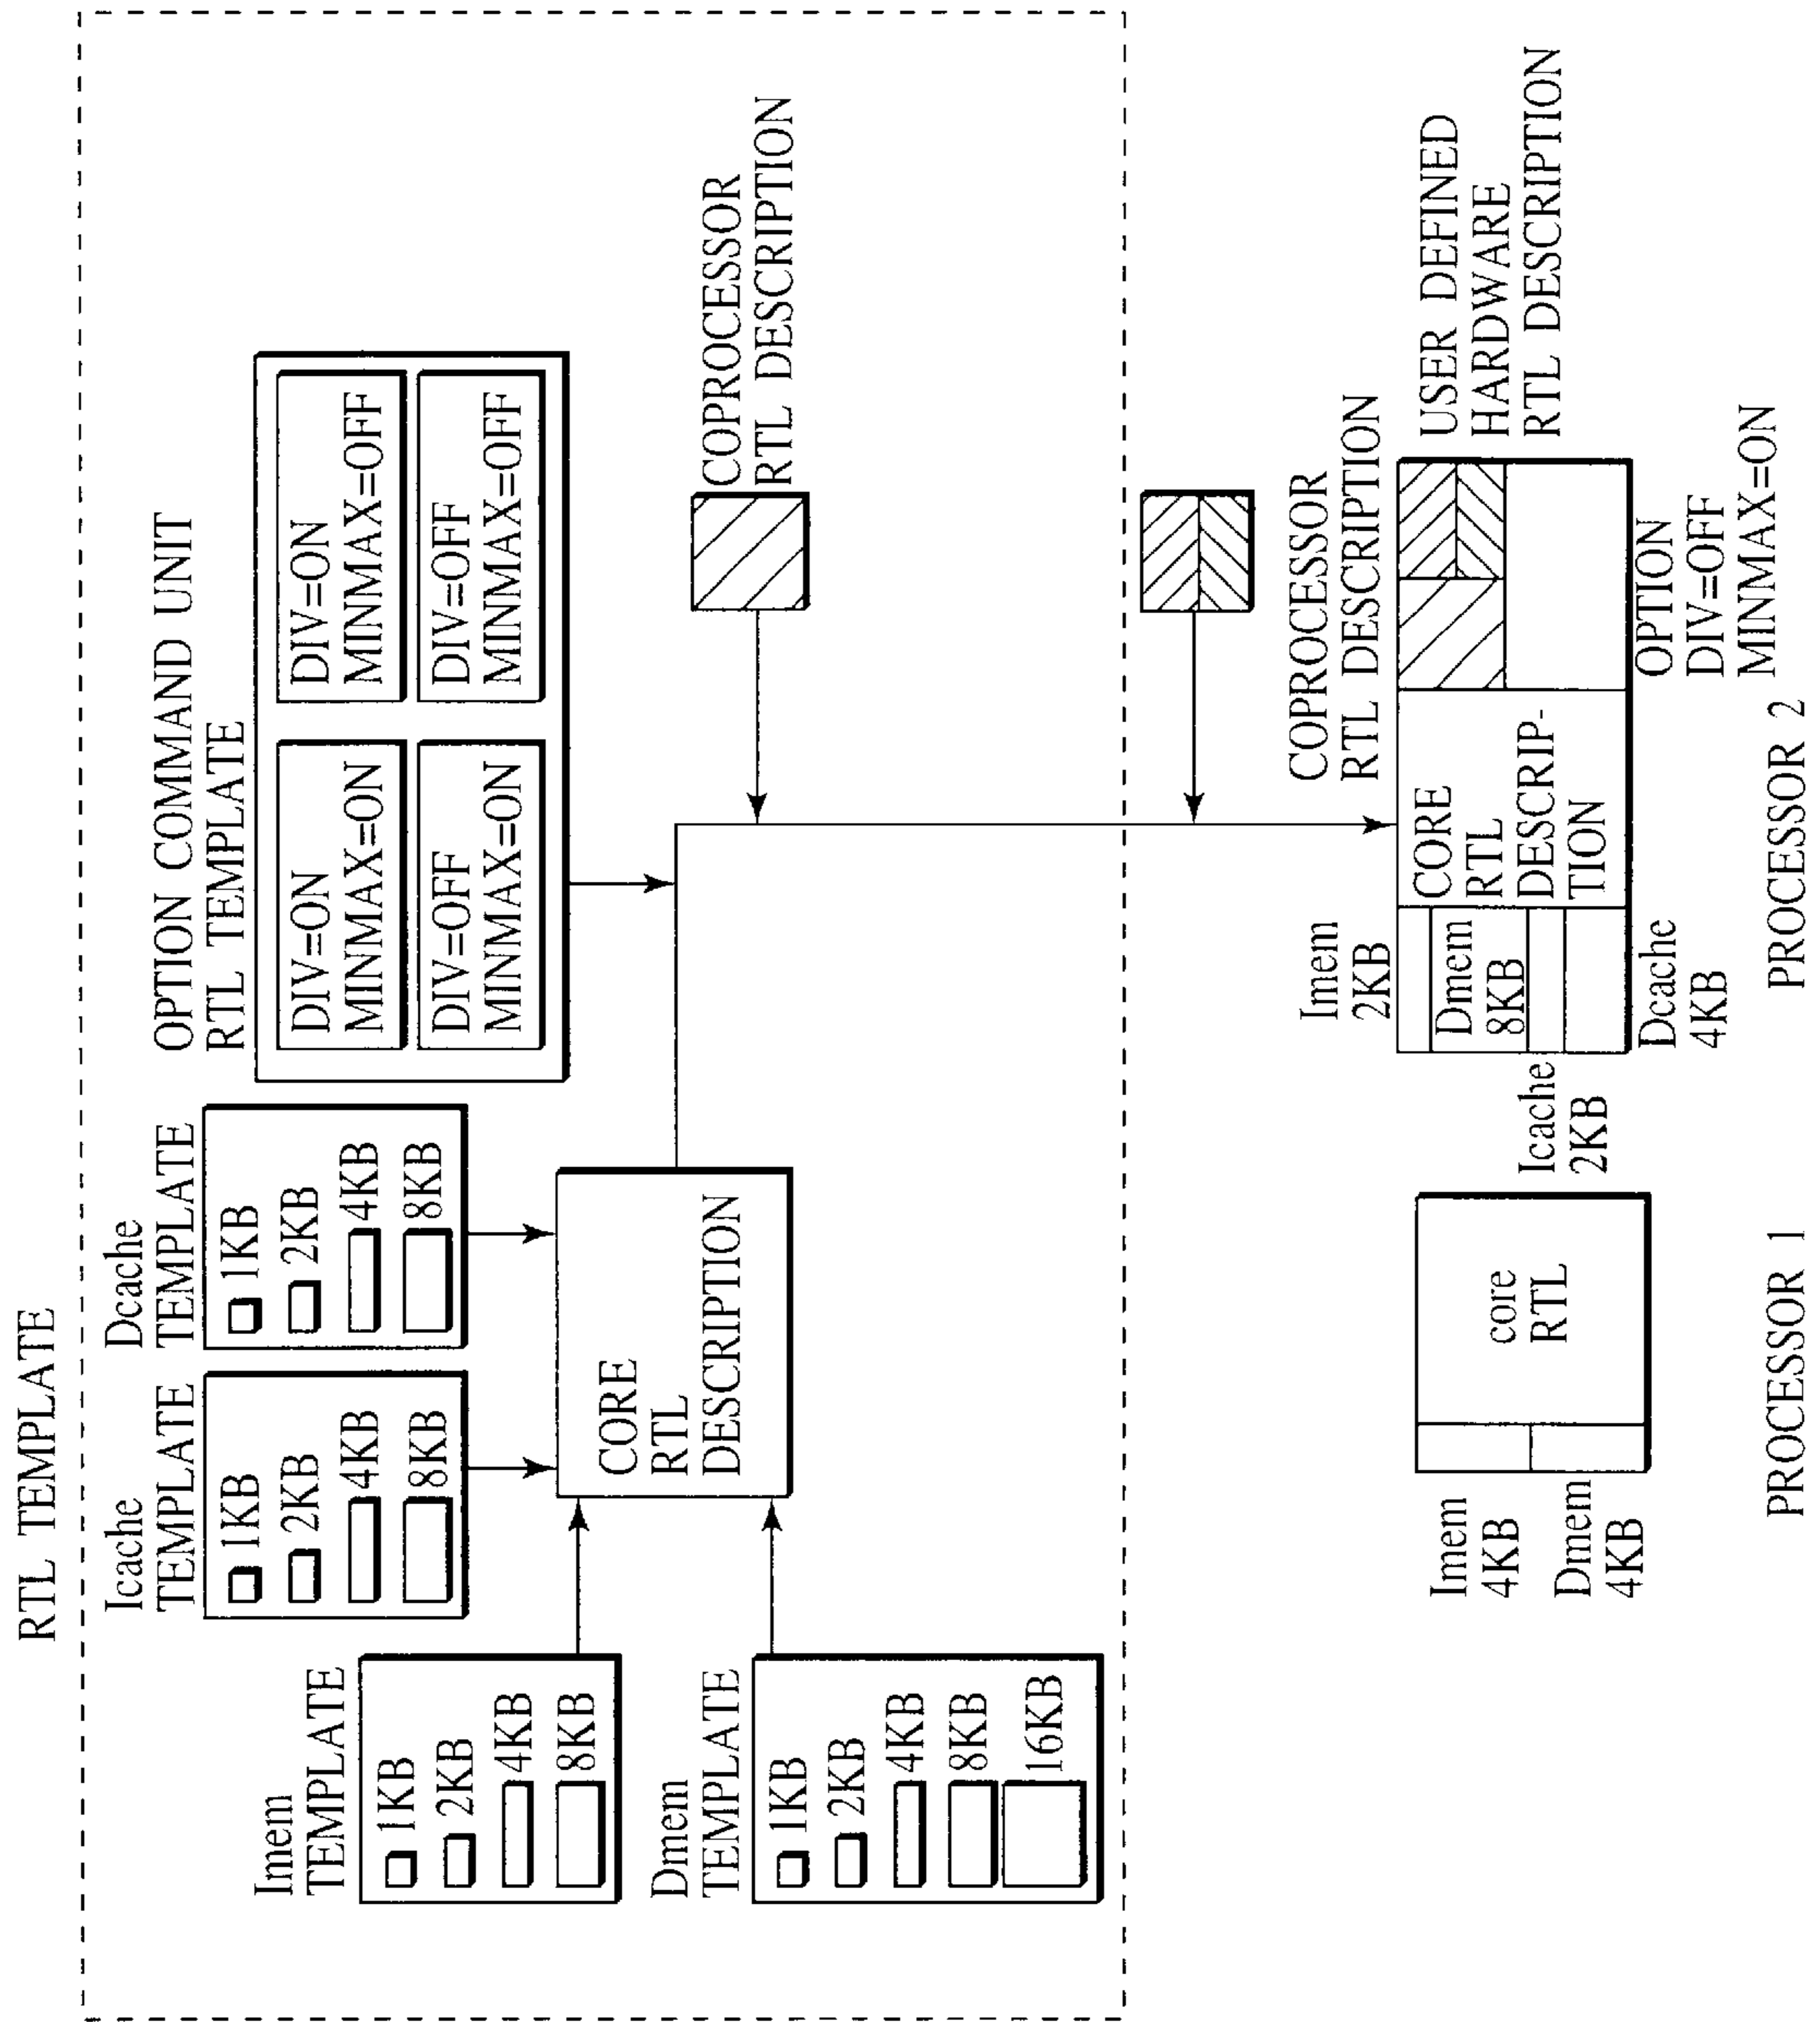 RTL TEMPLATE
Imem
TEMPLATE
1KB
2KB
4KB
8KB
Dmem
TEMPLATE
1KB
2KB
4KB
8KB
16KB
Icache
TEMPLATE
1KB
2KB
4KB
8KB
Dcache
TEMPLATE
1KB
2KB
4KB
8KB
CORE
RTL
DESCRIPTION
OPTION COMMAND UNIT
RTL TEMPLATE
DIV=ON
MINMAX=ON
DIV=ON
MINMAX=OFF
DIV=OFF
MINMAX=ON
DIV=OFF
MINMAX=OFF
COPROCESSOR
RTL DESCRIPTION
Imem
4KB
Dmem
4KB
core
RTL
PROCESSOR 1
Imem
2KB
Dmem
8KB
Icache
2KB
Dcache
4KB
CORE
RTL
DESCRIP-
TION
COPROCESSOR
RTL DESCRIPTION
USER DEFINED
HARDWARE
RTL DESCRIPTION
OPTION
DIV=OFF
MINMAX=ON
PROCESSOR 2